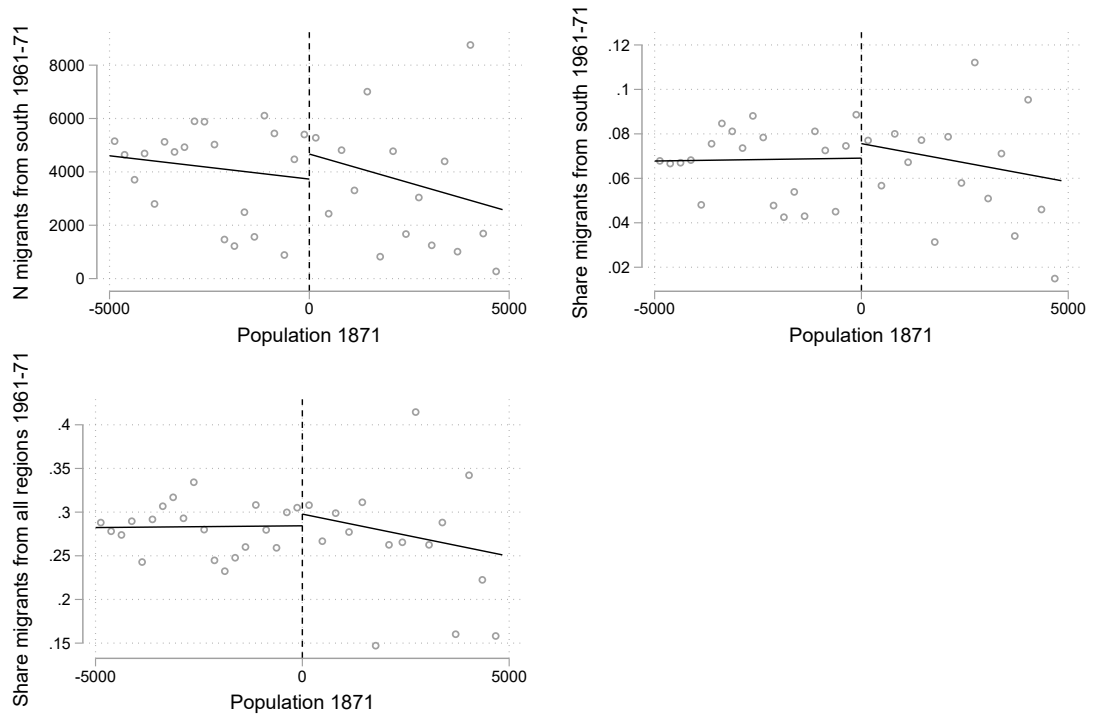 N migrants from south 1961-71
8000
6000
4000
2000
0
-5000 0 5000
Population 1871
Share migrants from south 1961-71
.12
.1
.08
.06
.04
.02
-5000 0 5000
Population 1871
Share migrants from all regions 1961-71
.4
.35
.3
.25
.2
.15
-5000 0 5000
Population 1871